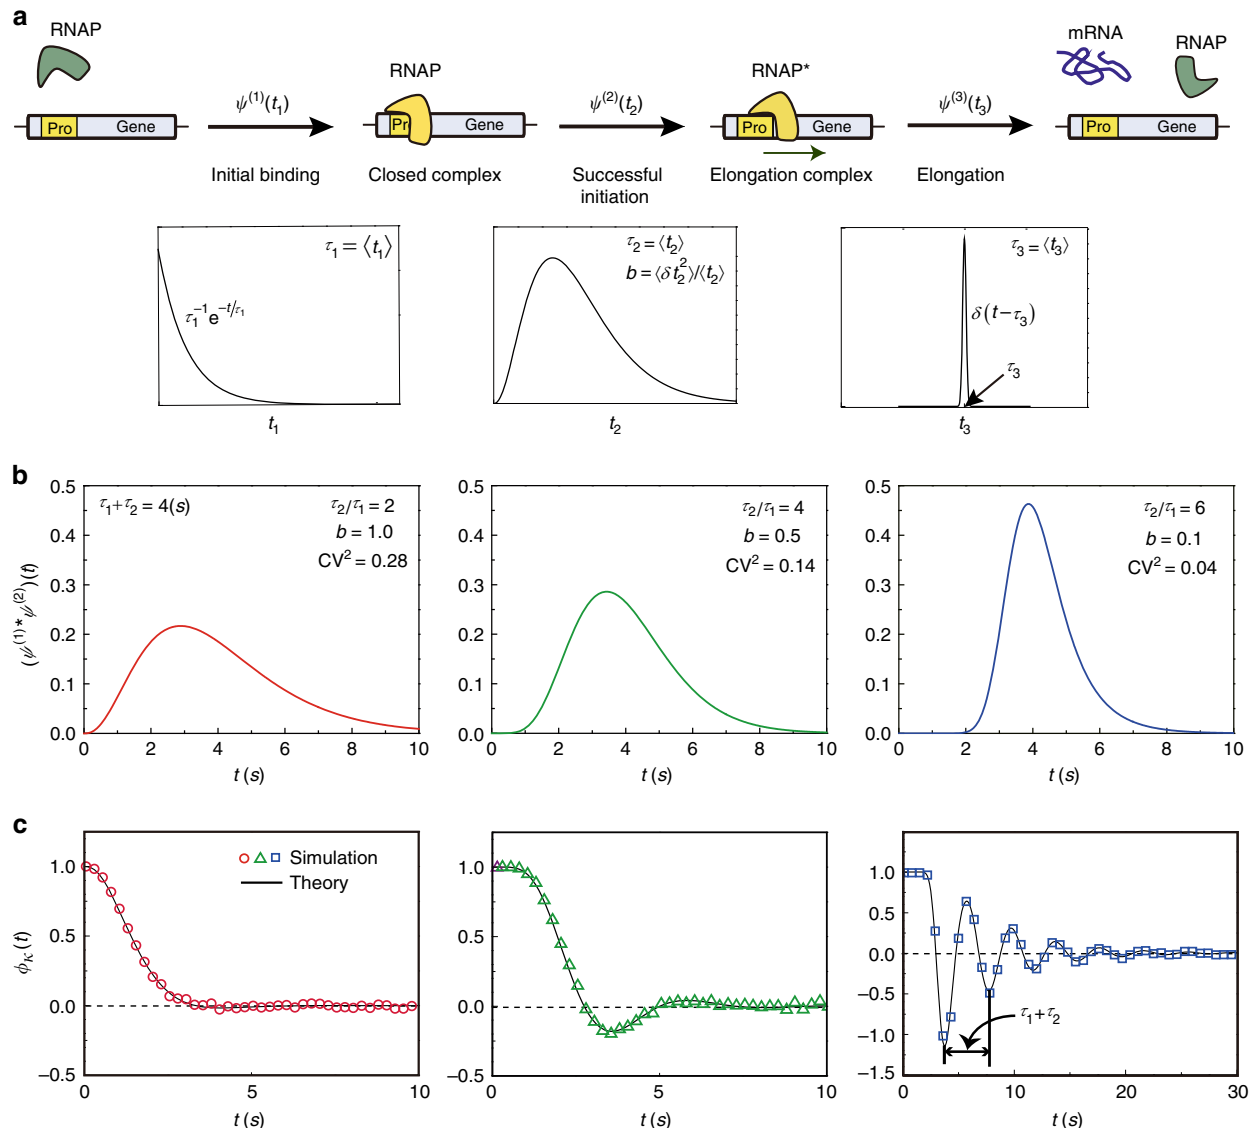 a
RNAP
RNAP
RNAP*
mRNA
RNAP
ψ(1)(t1)
ψ(2)(t2)
ψ(3)(t3)
Pro Gene
Pr Gene
Pro Gene
Pro Gene
Initial binding
Closed complex
Successful
initiation
Elongation complex
Elongation
τ1 = ⟨t1⟩
τ1−1e−t/τ1
t1
τ2 = ⟨t2⟩
b = ⟨δt22⟩/⟨t2⟩
t2
τ3 = ⟨t3⟩
δ(t−τ3)
τ3
t3
b
(ψ(1)*ψ(2))(t)
0.5
0.4
0.3
0.2
0.1
0.0
τ1+τ2 = 4(s)
τ2/τ1 = 2
b = 1.0
CV2 = 0.28
0 2 4 6 8 10
t (s)
0.5
0.4
0.3
0.2
0.1
0.0
τ2/τ1 = 4
b = 0.5
CV2 = 0.14
0 2 4 6 8 10
t (s)
0.5
0.4
0.3
0.2
0.1
0.0
τ2/τ1 = 6
b = 0.1
CV2 = 0.04
0 2 4 6 8 10
t (s)
c
ϕ𝒦(t)
1.0
0.5
0.0
−0.5
Simulation
Theory
0 5 10
t (s)
1.0
0.5
0.0
−0.5
0 5 10
t (s)
1.0
0.5
0.0
−0.5
−1.0
−1.5
τ1+τ2
0 10 20 30
t (s)